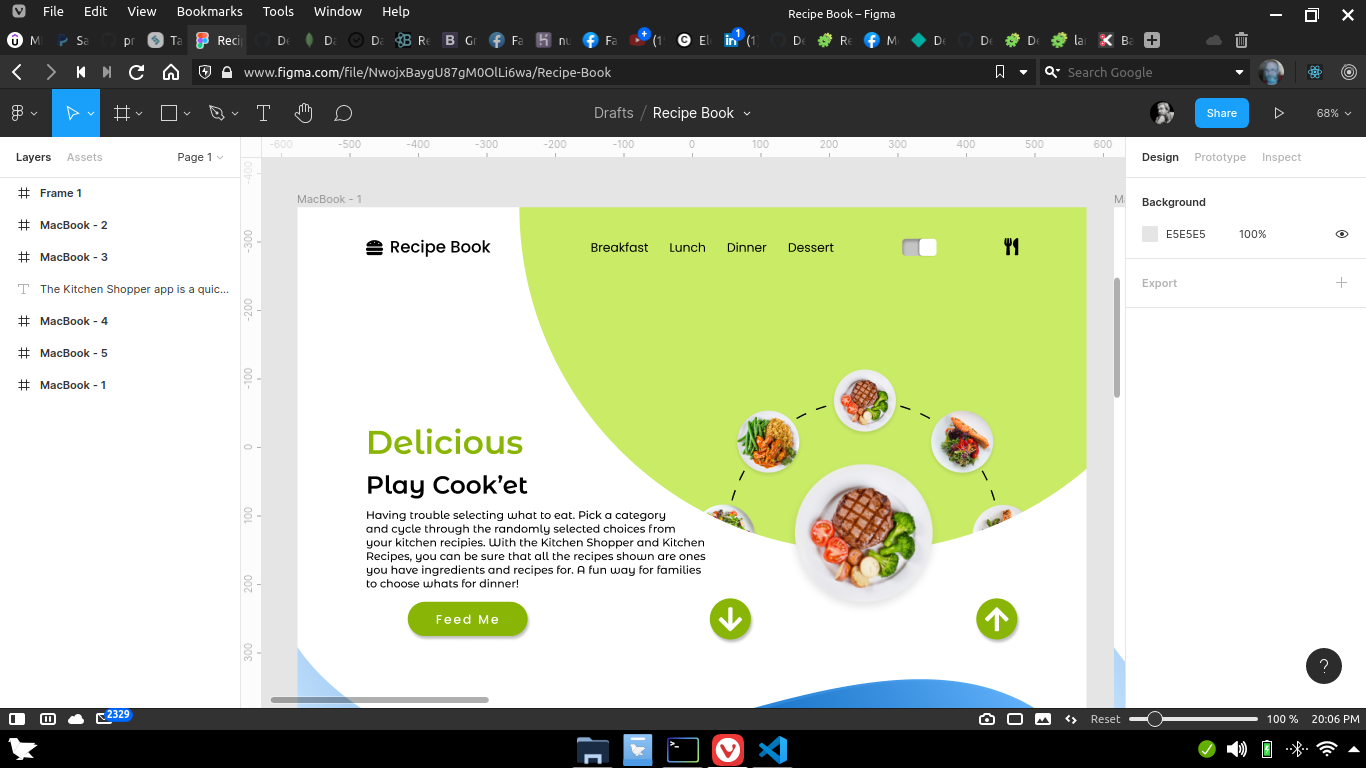 File Edit View Bookmarks Tools Window Help
Recipe Book – Figma
M Sa pr Ta Reci De Da Da Re Gr Fa nu Fa (1 Ele (1) De Re Me De De De lat Ba
www.figma.com/file/NwojxBaygU87gM0OlLi6wa/Recipe-Book
Search Google
Drafts / Recipe Book
Share
68%
Layers Assets Page 1
-600 -500 -400 -300 -200 -100 0 100 200 300 400 500 600
Design Prototype Inspect
Frame 1
MacBook - 2
MacBook - 3
The Kitchen Shopper app is a quic...
MacBook - 4
MacBook - 5
MacBook - 1
-400
-300
-200
-100
0
100
200
300
MacBook - 1
M
Recipe Book
Breakfast Lunch Dinner Dessert
Delicious
Play Cook’et
Having trouble selecting what to eat. Pick a category
and cycle through the randomly selected choices from
your kitchen recipies. With the Kitchen Shopper and Kitchen
Recipes, you can be sure that all the recipes shown are ones
you have ingredients and recipes for. A fun way for families
to choose whats for dinner!
Feed Me
Background
E5E5E5 100%
Export
?
2329
Reset 100 % 20:06 PM